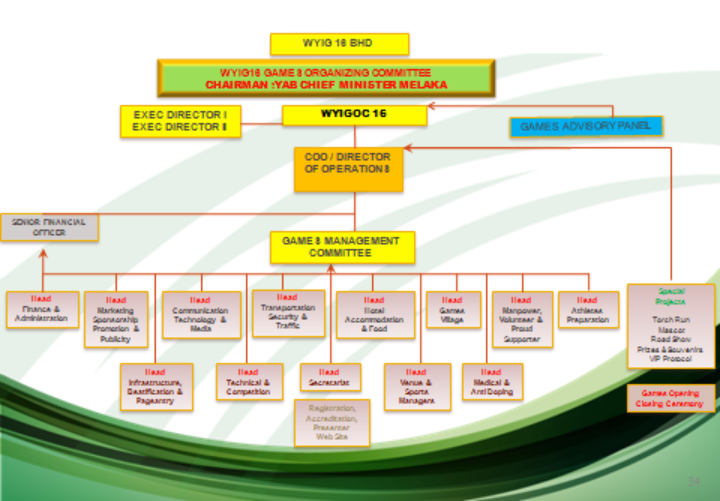 WYIG 16 BHD
WYIG16 GAMES ORGANIZING COMMITTEE
CHAIRMAN :YAB CHIEF MINISTER MELAKA
EXEC DIRECTOR I
EXEC DIRECTOR II
WYIGOC 16
GAMES ADVISORY PANEL
COO / DIRECTOR
OF OPERATIONS
SENIOR FINANCIAL
OFFICER
GAMES MANAGEMENT
COMMITTEE
Head
Finance &
Administration
Head
Marketing
Sponsorship
Promotion &
Publicity
Head
Communication
Technology &
Media
Head
Transportation
Security &
Traffic
Head
Hotel
Accommodation
& Food
Head
Games
Village
Head
Manpower,
Volunteer &
Proud
Supporter
Head
Athletes
Preparation
Special
Projects
Torch Run
Mascot
Road Show
Prizes & Souvenirs
VIP Protocol
Head
Infrastructure,
Beatification &
Pageantry
Head
Technical &
Competition
Head
Secretariat
Head
Venue &
Sports
Managers
Head
Medical &
Anti Doping
Registration,
Accreditation,
Presenter
Web Site
Games Opening
Closing Ceremony
34